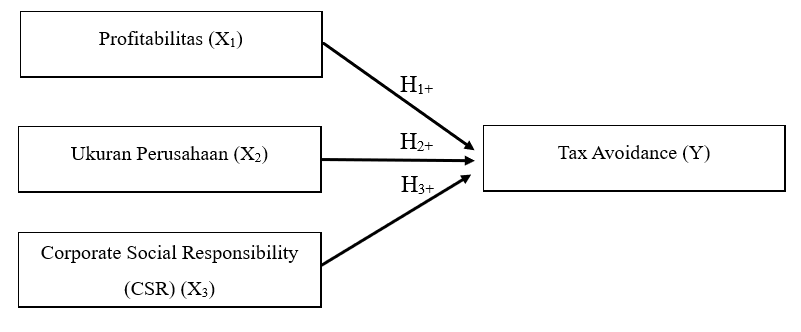 Profitabilitas (X₁)
H₁₊
Ukuran Perusahaan (X₂)
H₂₊
Tax Avoidance (Y)
H₃₊
Corporate Social Responsibility
(CSR) (X₃)